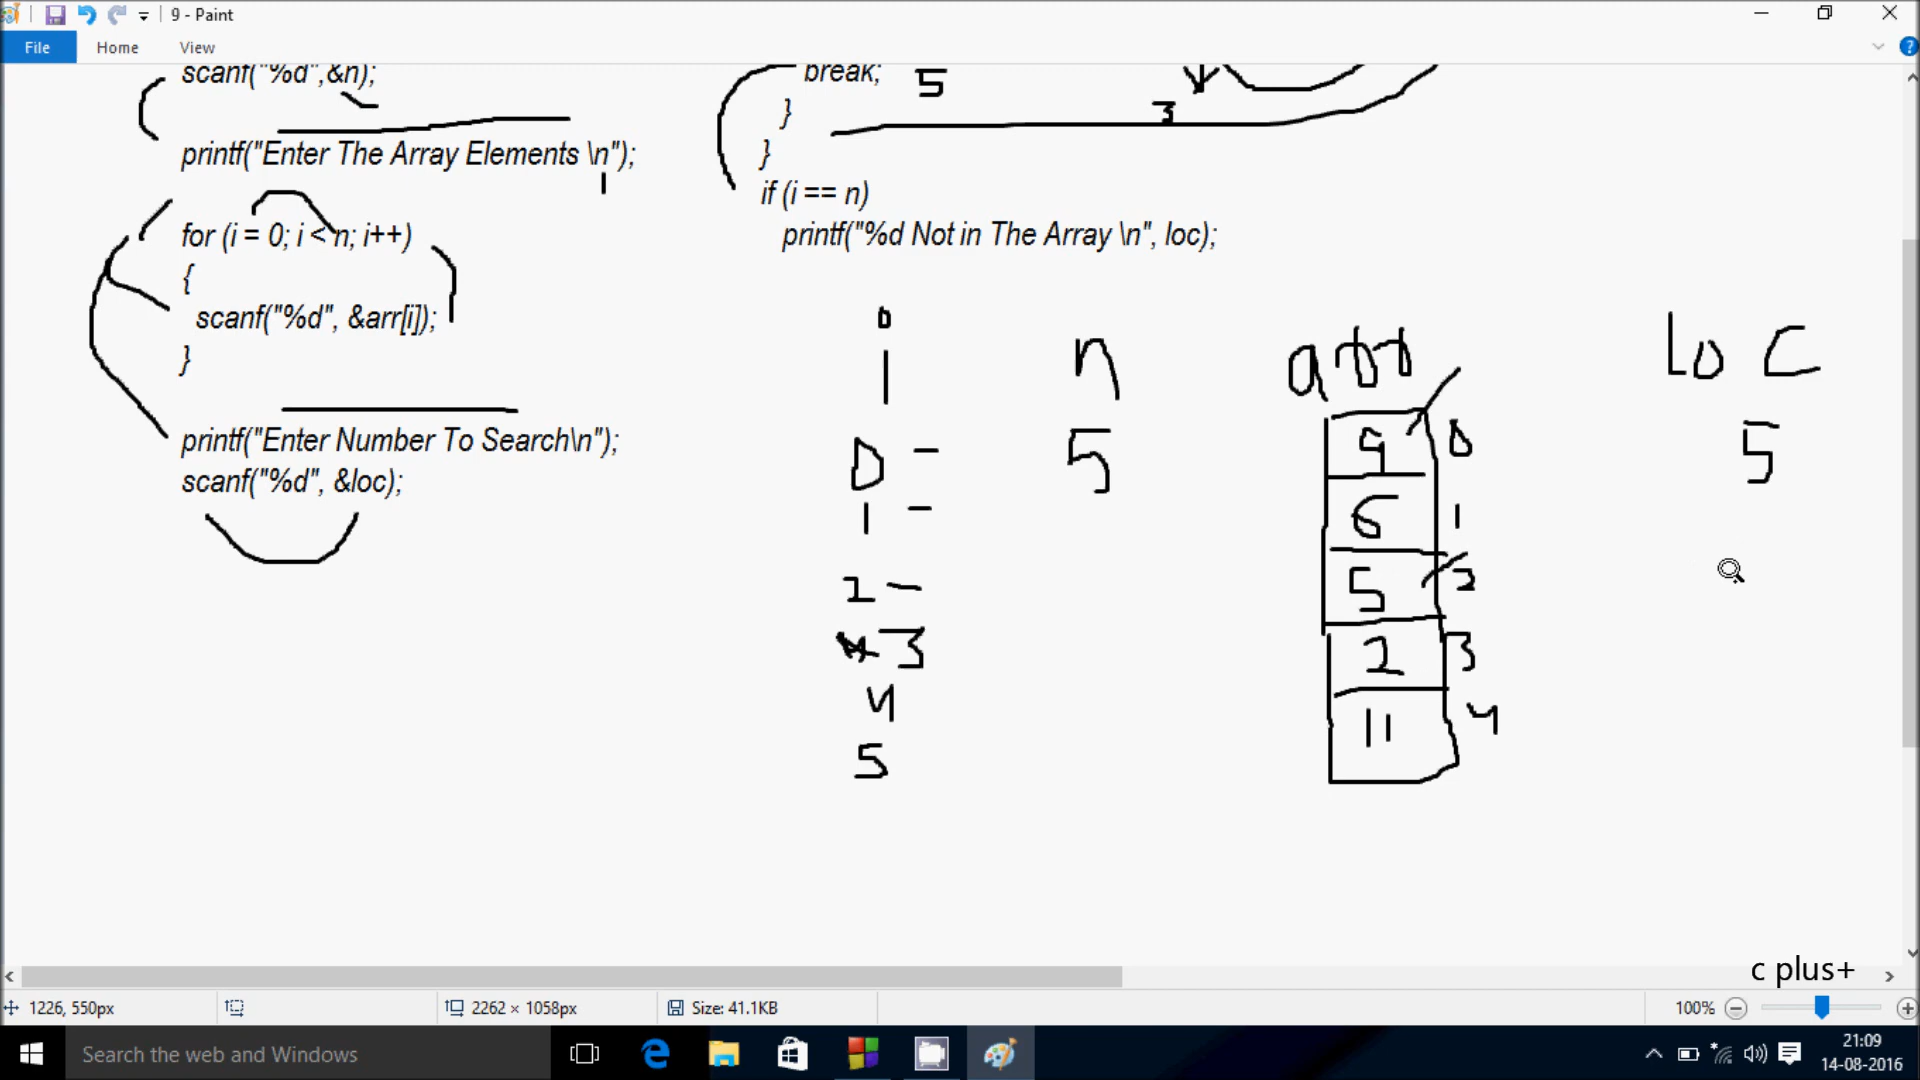 9 - Paint
File Home View
scanf("%d",&n);
printf("Enter The Array Elements \n");
for (i = 0; i < n; i++)
{
scanf("%d", &arr[i]);
}
printf("Enter Number To Search\n");
scanf("%d", &loc);
break;
5
3
}
}
if (i == n)
printf("%d Not in The Array \n", loc);
i n arr loc
0 5 9 0 5
1 6 1
2 5 2
3 2 3
4 11 4
5
c plus+
1226, 550px 2262 × 1058px Size: 41.1KB 100%
Search the web and Windows
21:09
14-08-2016